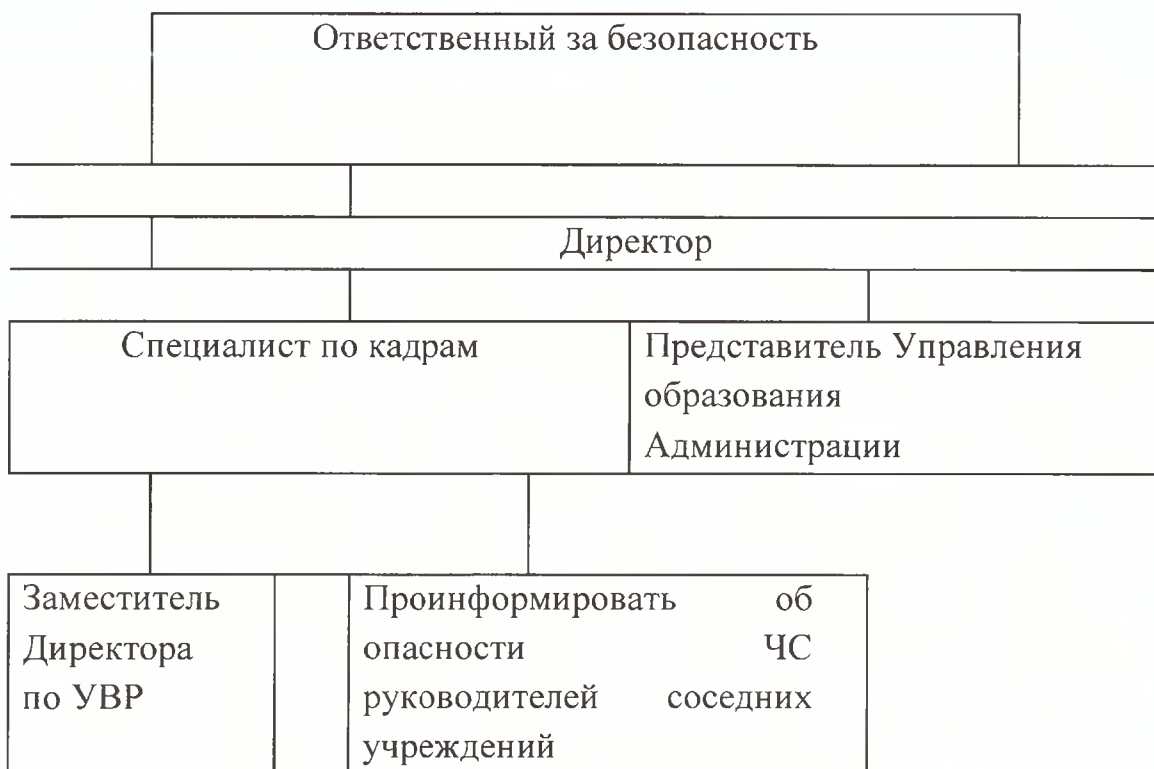 Ответственный за безопасность
Директор
Специалист по кадрам
Представитель Управления
образования
Администрации
Заместитель
Директора
по УВР
Проинформировать об
опасности ЧС
руководителей соседних
учреждений